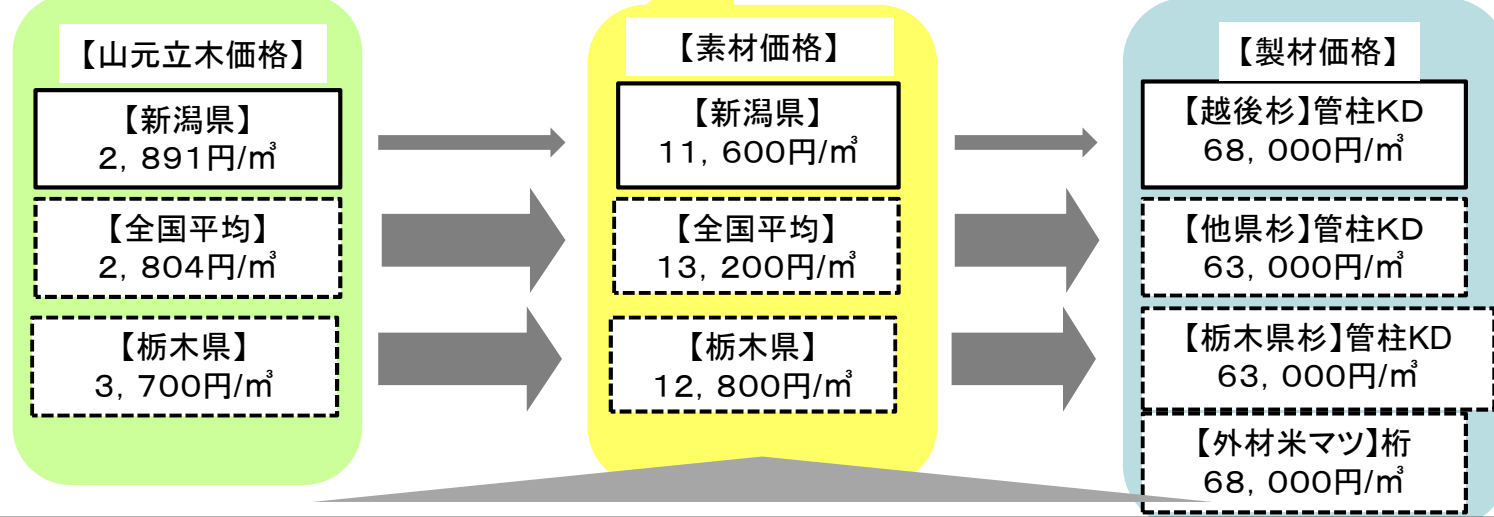 【山元立木価格】
【新潟県】
２，８９１円/㎥
【全国平均】
２，８０４円/㎥
【栃木県】
３，７００円/㎥
【素材価格】
【新潟県】
１１，６００円/㎥
【全国平均】
１３，２００円/㎥
【栃木県】
１２，８００円/㎥
【製材価格】
【越後杉】管柱ＫＤ
６８，０００円/㎥
【他県杉】管柱ＫＤ
６３，０００円/㎥
【栃木県杉】管柱ＫＤ
６３，０００円/㎥
【外材米マツ】桁
６８，０００円/㎥